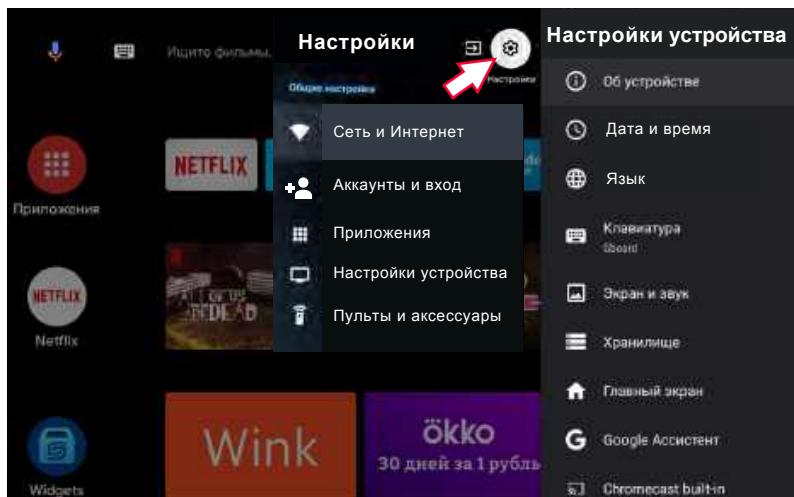 Ищите фильмы,
Приложения
NETFLIX
NETFLIX
Netflix
ALL OF US
DEAD
Widgets
Wink
ökko
30 дней за 1 рубль
Настройки
Настройки
Общие настройки
Сеть и Интернет
Аккаунты и вход
Приложения
Настройки устройства
Пульты и аксессуары
Настройки устройства
Об устройстве
Дата и время
Язык
Клавиатура
Gboard
Экран и звук
Хранилище
Главный экран
Google Ассистент
Chromecast built-in